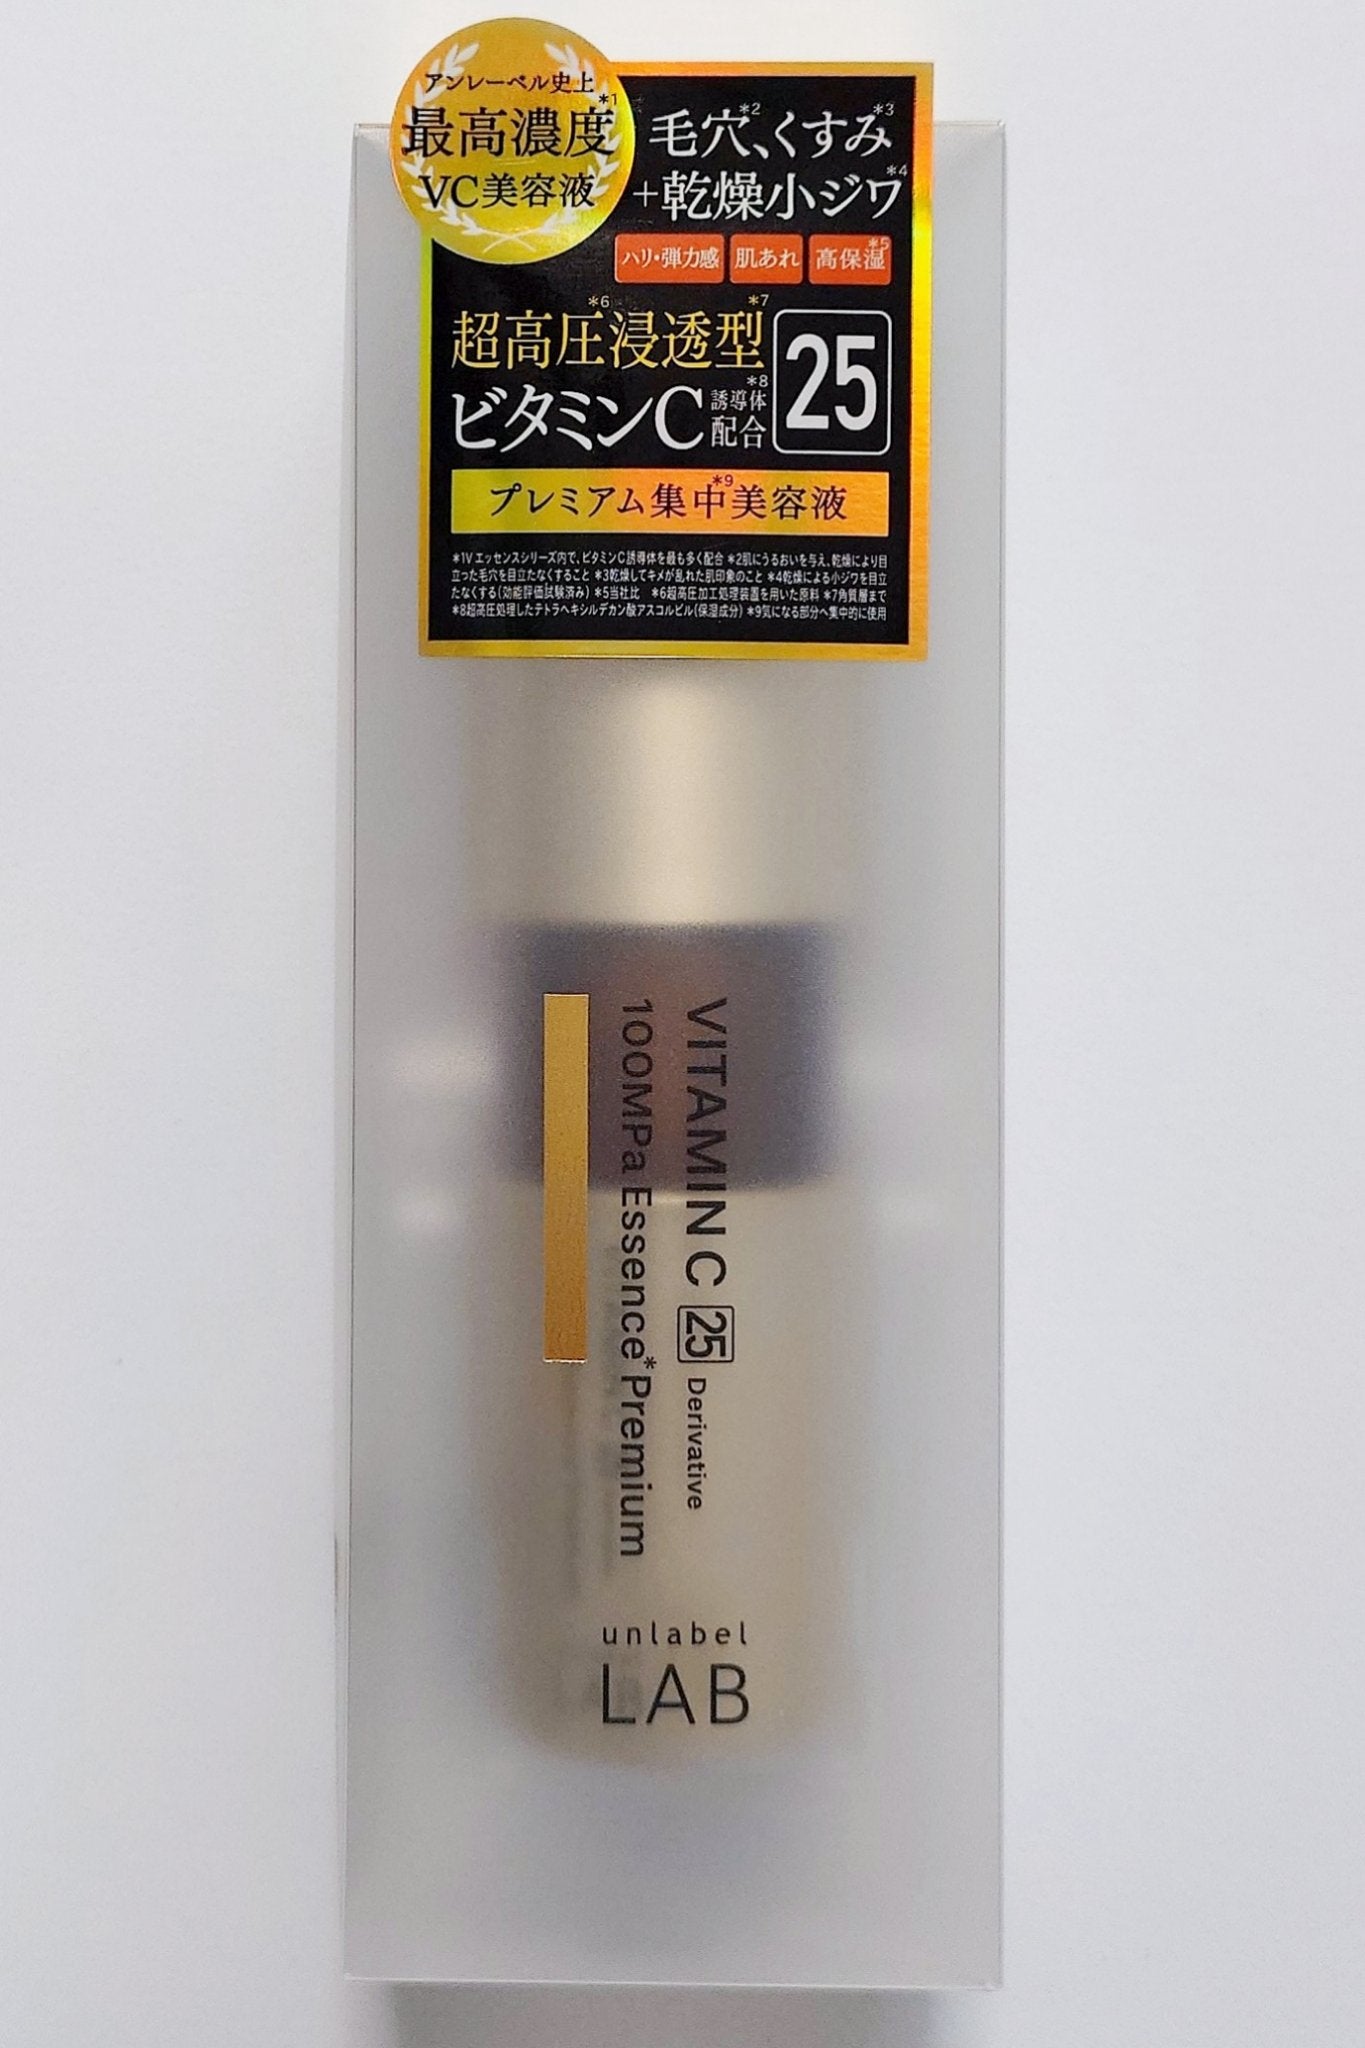 アンレーベル史上
最高濃度*1
VC美容液
毛穴*2、くすみ*3
+乾燥小ジワ*4
ハリ・弾力感 肌あれ 高保湿*5
超高圧*6浸透型*7
ビタミンC誘導体*8配合 25
プレミアム集中*9美容液
*1V エッセンスシリーズ内で、ビタミンC誘導体を最も多く配合 *2肌にうるおいを与え、乾燥により目
立った毛穴を目立たなくすること *3乾燥してキメが乱れた肌印象のこと *4乾燥による小ジワを目立
たなくする(効能評価試験済み) *5当社比 *6超高圧加工処理装置を用いた原料 *7角質層まで
*8超高圧処理したテトラヘキシルデカン酸アスコルビル(保湿成分) *9気になる部分へ集中的に使用
VITAMIN C 25 Derivative
100MPa Essence* Premium
unlabel
LAB